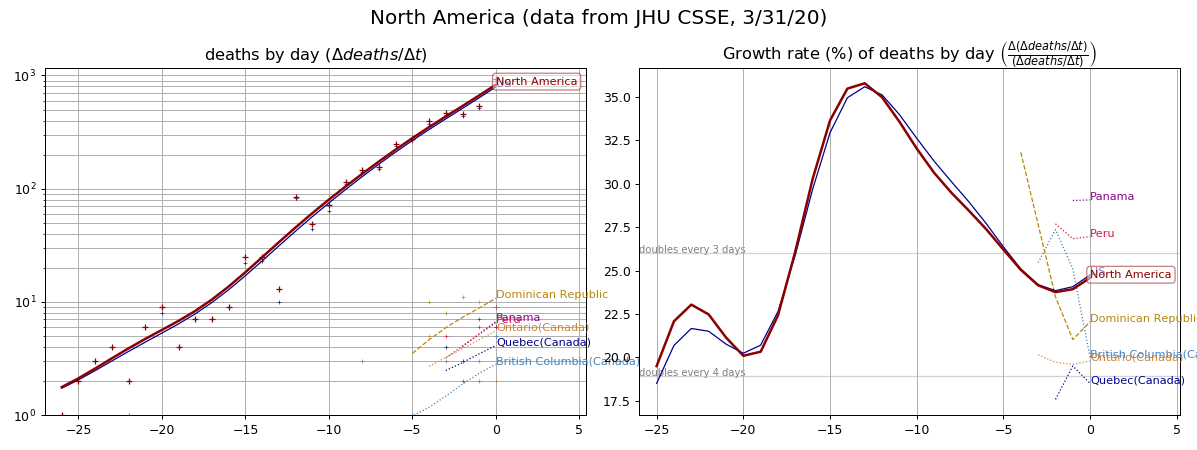 North America (data from JHU CSSE, 3/31/20)
deaths by day (Δdeaths/Δt)
10³
10²
10¹
10⁰
North America
Dominican Republic
Panama
Peru
Ontario(Canada)
Quebec(Canada)
British Columbia(Canada)
−25 −20 −15 −10 −5 0 5
Growth rate (%) of deaths by day (Δ(Δdeaths/Δt)/(Δdeaths/Δt))
35.0
32.5
30.0
27.5
25.0
22.5
20.0
17.5
doubles every 3 days
doubles every 4 days
Panama
Peru
North America
Dominican Republi
British Columbia(Ca
Ontario(Canada)
Quebec(Canada)
−25 −20 −15 −10 −5 0 5